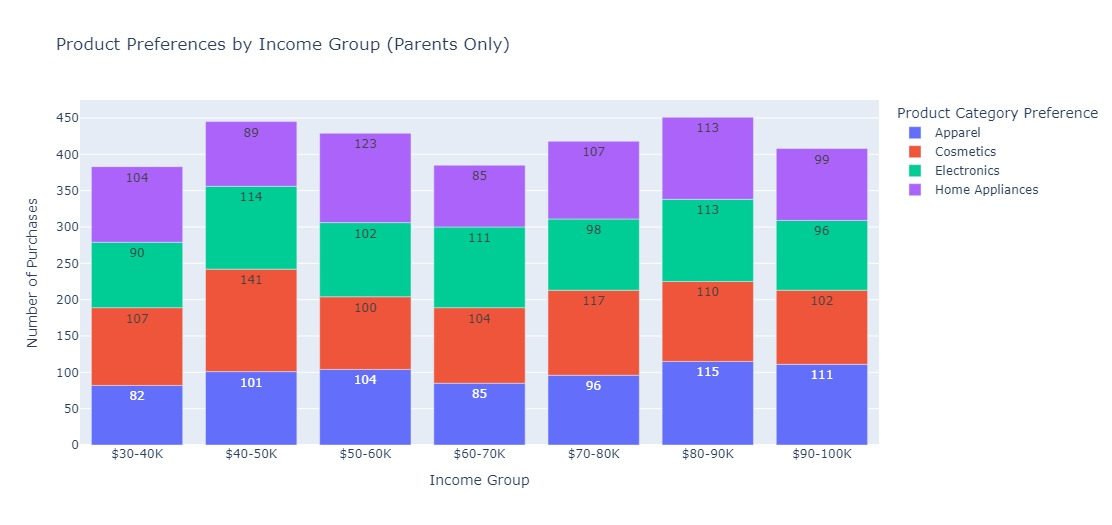 Product Preferences by Income Group (Parents Only)
Product Category Preference
Apparel
Cosmetics
Electronics
Home Appliances
Number of Purchases
450
400
350
300
250
200
150
100
50
0
104 89 123 85 107 113 99
90 114 102 111 98 113 96
107 141 100 104 117 110 102
82 101 104 85 96 115 111
$30-40K $40-50K $50-60K $60-70K $70-80K $80-90K $90-100K
Income Group